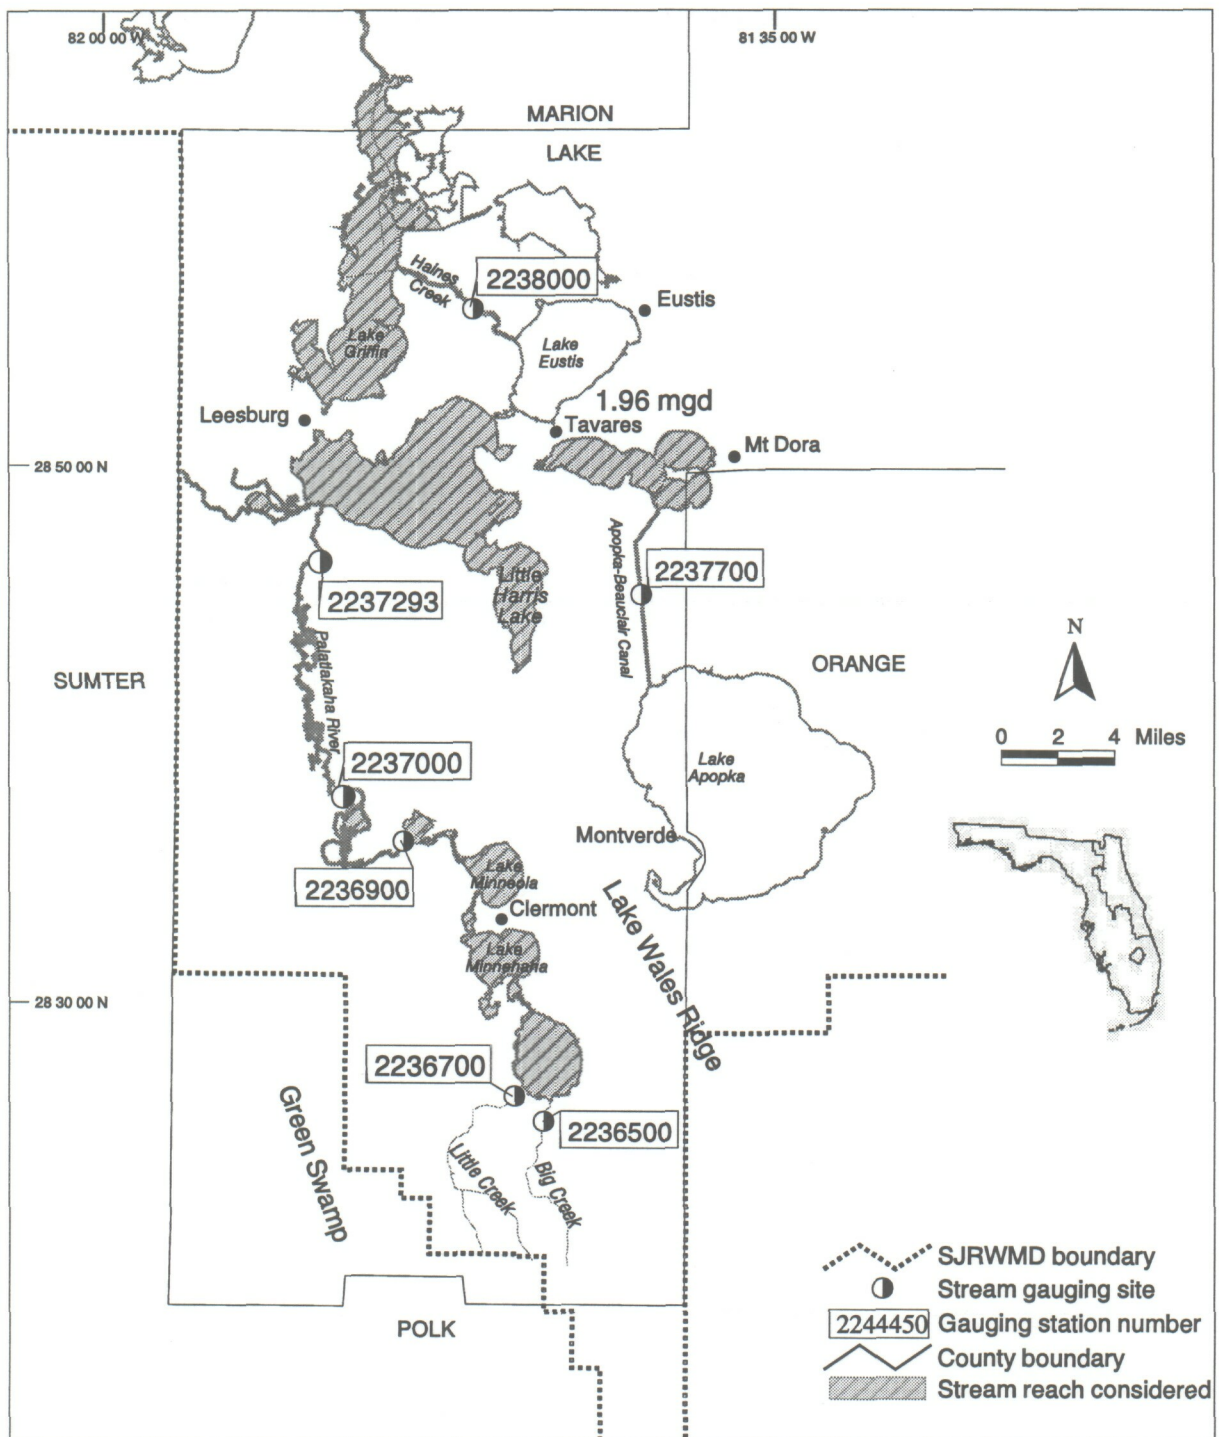 82 00 00 W
81 35 00 W
MARION
LAKE
Haines
Creek
2238000
Eustis
Lake
Griffin
Lake
Eustis
1.96 mgd
Leesburg
Tavares
Mt Dora
28 50 00 N
Apopka-Beauclair Canal
2237700
Little
Harris
Lake
2237293
Palatlakaha River
SUMTER
ORANGE
N
0 2 4 Miles
2237000
Lake
Apopka
Montverde
2236900
Lake
Minneola
Clermont
Lake Wales Ridge
Lake
Minnehaha
28 30 00 N
2236700
2236500
Green Swamp
Little Creek
Big Creek
POLK
SJRWMD boundary
Stream gauging site
2244450 Gauging station number
County boundary
Stream reach considered